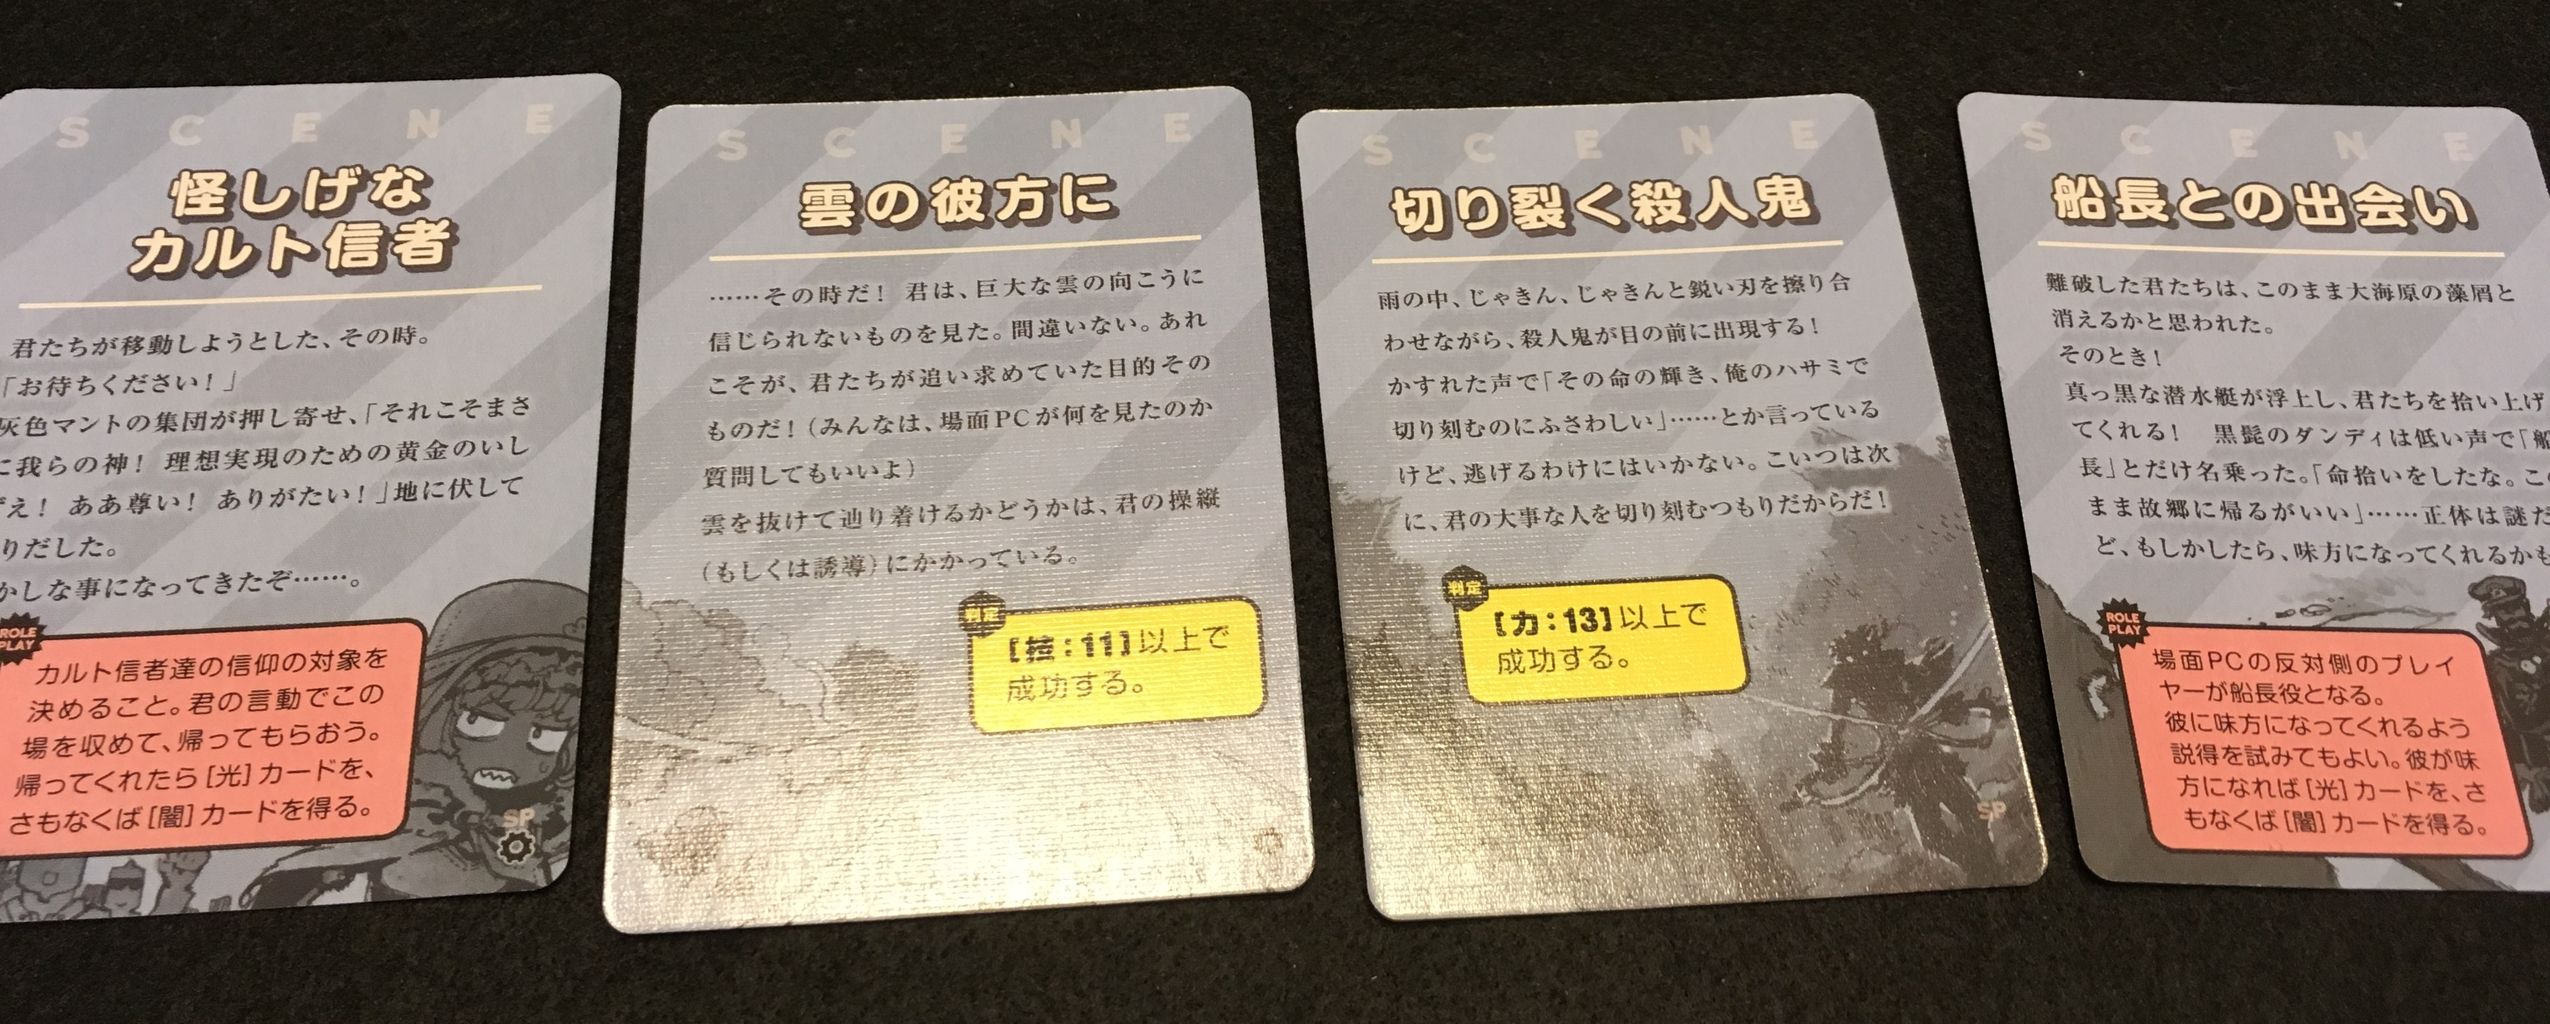 SCENE
怪しげな
カルト信者
君たちが移動しようとした、その時。
「お待ちください！」
灰色マントの集団が押し寄せ、「それこそまさ
に我らの神！ 理想実現のための黄金のいし
ずえ！ ああ尊い！ ありがたい！」地に伏して
りだした。
かしな事になってきたぞ……。
ROLE
PLAY
カルト信者達の信仰の対象を
決めること。君の言動でこの
場を収めて、帰ってもらおう。
帰ってくれたら［光］カードを、
さもなくば［闇］カードを得る。
SP
SCENE
雲の彼方に
……その時だ！ 君は、巨大な雲の向こうに
信じられないものを見た。間違いない。あれ
こそが、君たちが追い求めていた目的その
ものだ！（みんなは、場面PCが何を見たのか
質問してもいいよ）
雲を抜けて辿り着けるかどうかは、君の操縦
（もしくは誘導）にかかっている。
判定
［技：11］以上で
成功する。
SCENE
切り裂く殺人鬼
雨の中、じゃきん、じゃきんと鋭い刃を擦り合
わせながら、殺人鬼が目の前に出現する！
かすれた声で「その命の輝き、俺のハサミで
切り刻むのにふさわしい」……とか言っている
けど、逃げるわけにはいかない。こいつは次
に、君の大事な人を切り刻むつもりだからだ！
判定
［力：13］以上で
成功する。
SP
SCENE
船長との出会い
難破した君たちは、このまま大海原の藻屑と
消えるかと思われた。
そのとき！
真っ黒な潜水艇が浮上し、君たちを拾い上げ
てくれる！ 黒髭のダンディは低い声で「船
長」とだけ名乗った。「命拾いをしたな。この
まま故郷に帰るがいい」……正体は謎だ
ど、もしかしたら、味方になってくれるかも
ROLE
PLAY
場面PCの反対側のプレイ
ヤーが船長役となる。
彼に味方になってくれるよう
説得を試みてもよい。彼が味
方になれば［光］カードを、さ
もなくば［闇］カードを得る。